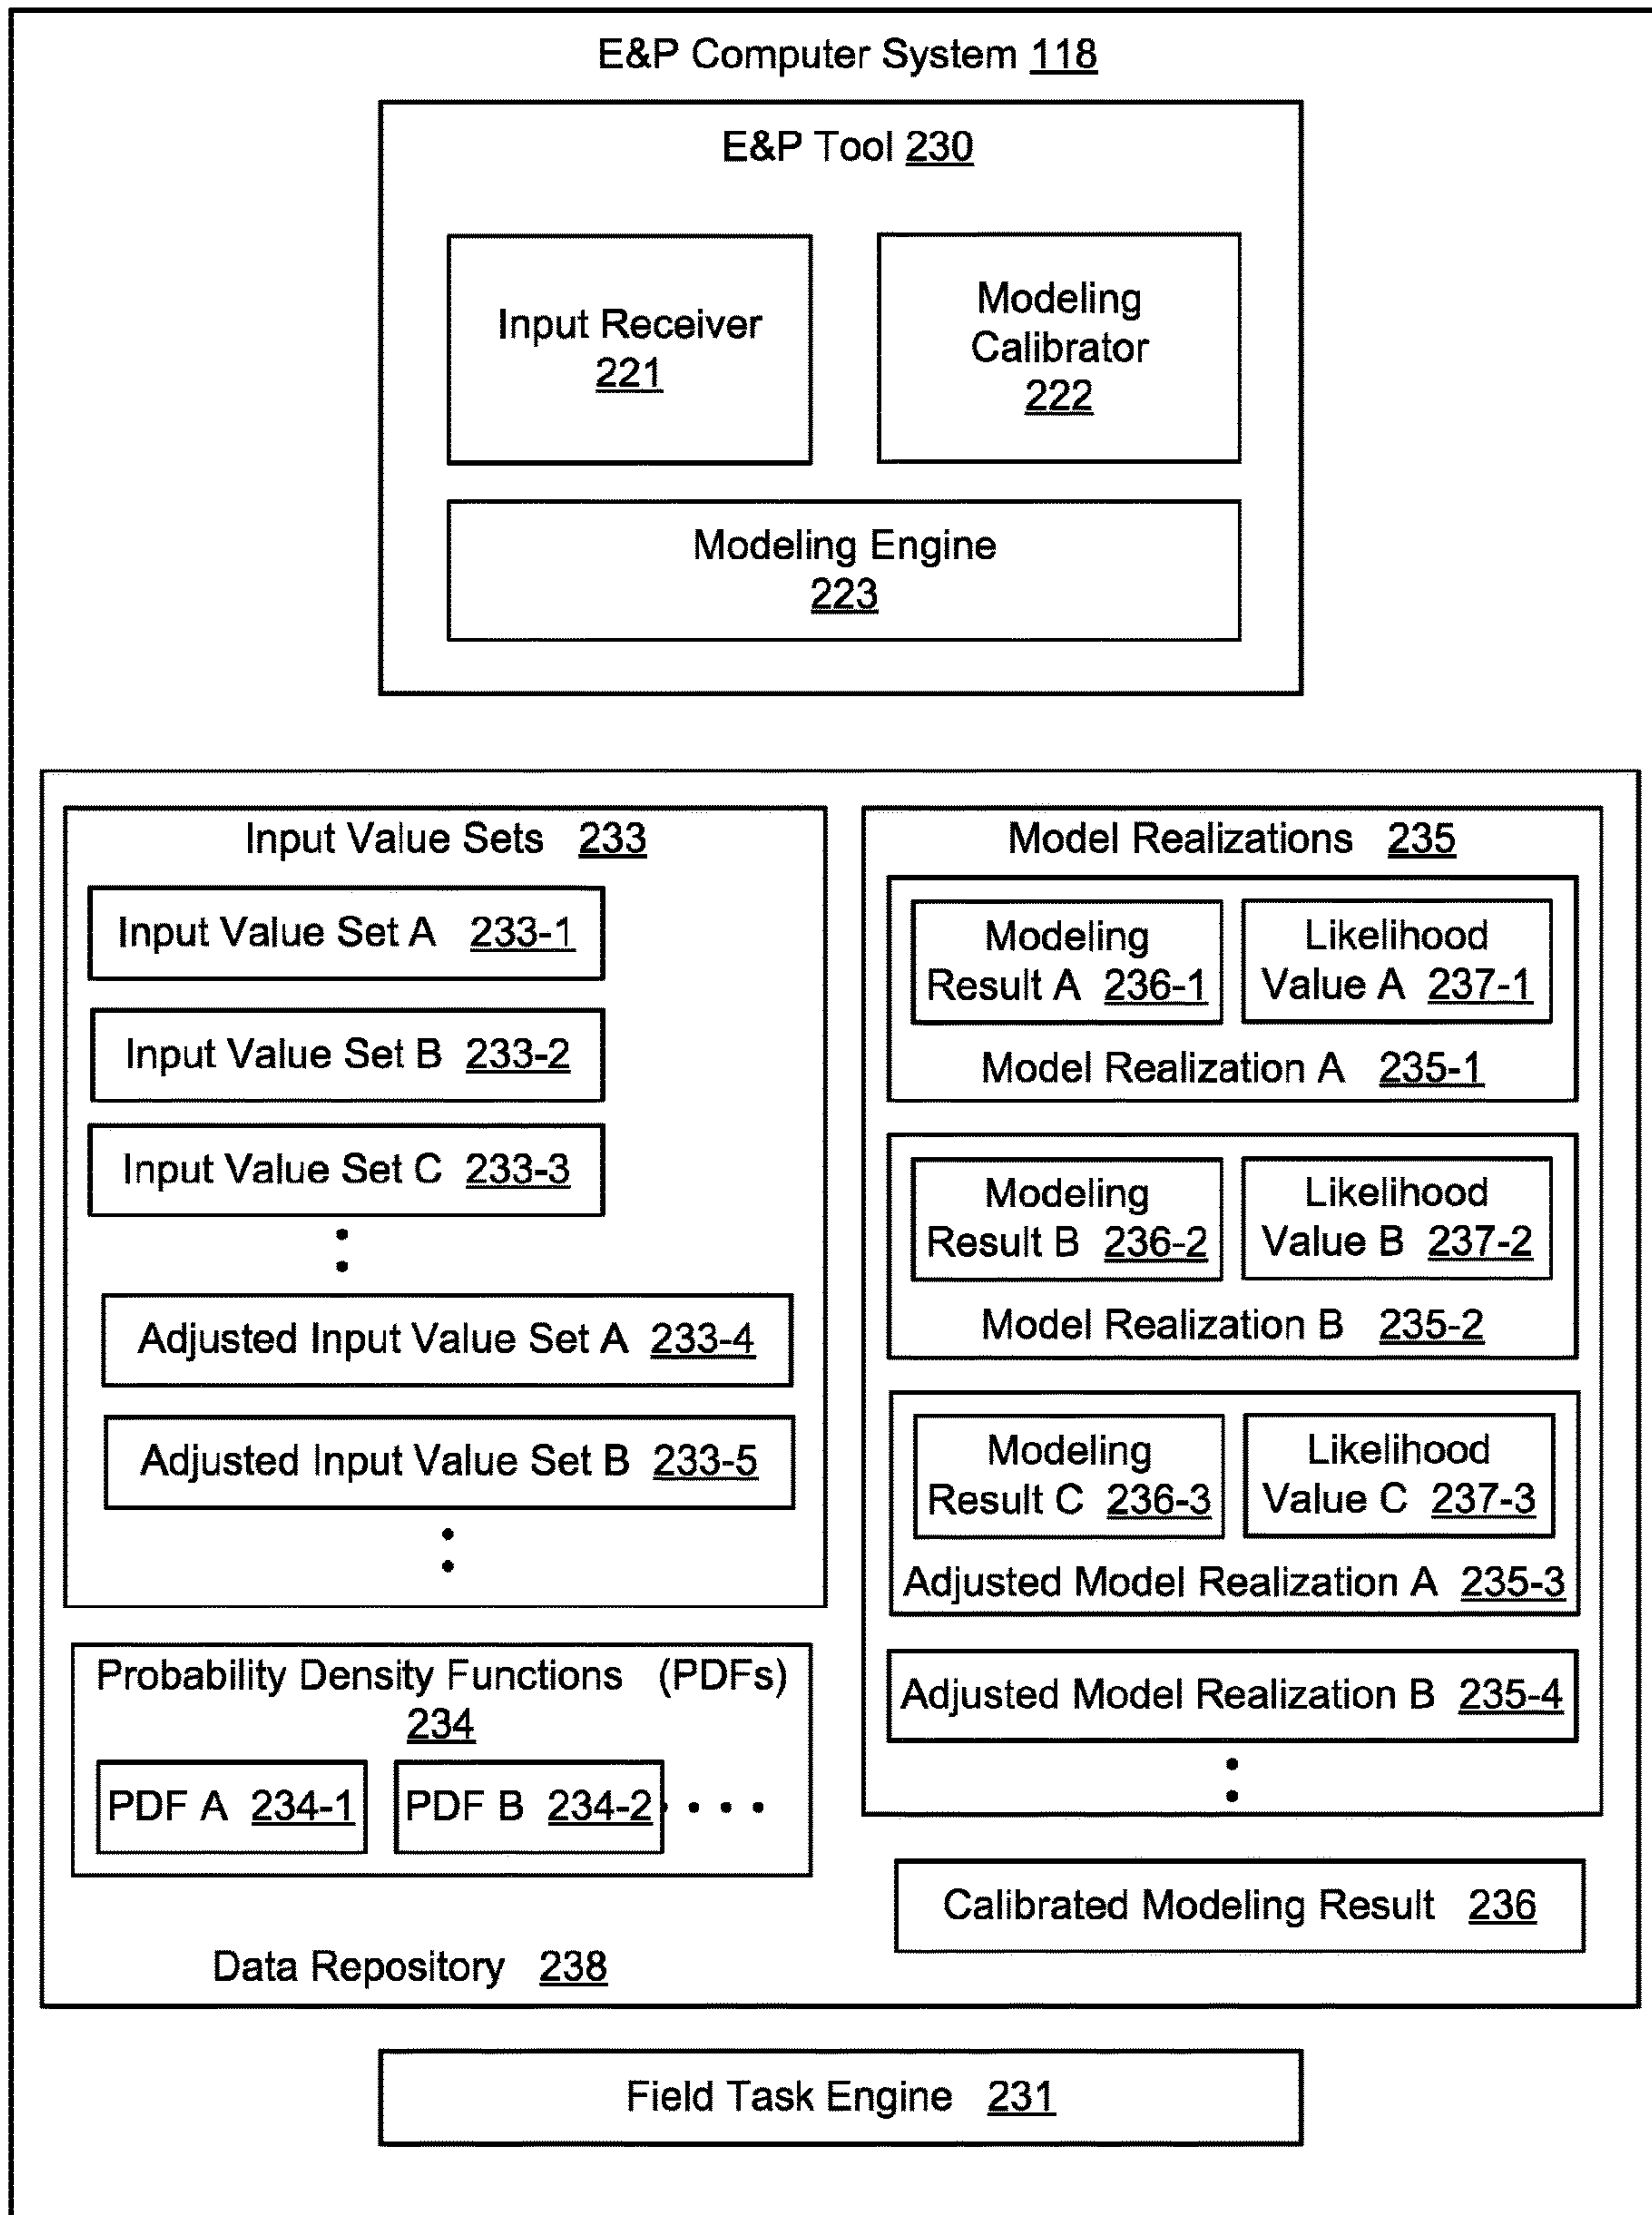 E&P Computer System 118
E&P Tool 230
Input Receiver
221
Modeling
Calibrator
222
Modeling Engine
223
Input Value Sets 233
Input Value Set A 233-1
Input Value Set B 233-2
Input Value Set C 233-3
Adjusted Input Value Set A 233-4
Adjusted Input Value Set B 233-5
Probability Density Functions (PDFs)
234
PDF A 234-1
PDF B 234-2
Data Repository 238
Model Realizations 235
Modeling
Result A 236-1
Likelihood
Value A 237-1
Model Realization A 235-1
Modeling
Result B 236-2
Likelihood
Value B 237-2
Model Realization B 235-2
Modeling
Result C 236-3
Likelihood
Value C 237-3
Adjusted Model Realization A 235-3
Adjusted Model Realization B 235-4
Calibrated Modeling Result 236
Field Task Engine 231